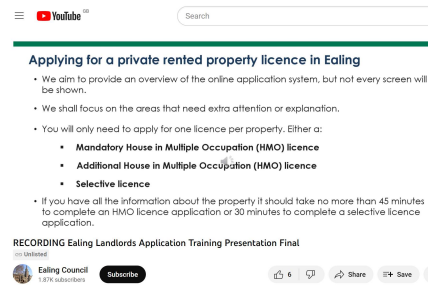 YouTube GB
Search
Applying for a private rented property licence in Ealing
• We aim to provide an overview of the online application system, but not every screen will
be shown.
• We shall focus on the areas that need extra attention or explanation.
• You will only need to apply for one licence per property. Either a:
▪ Mandatory House in Multiple Occupation (HMO) licence
▪ Additional House in Multiple Occupation (HMO) licence
▪ Selective licence
• If you have all the information about the property it should take no more than 45 minutes
to complete an HMO licence application or 30 minutes to complete a selective licence
application.
RECORDING Ealing Landlords Application Training Presentation Final
Unlisted
Ealing Council
1.87K subscribers
Subscribe
6
Share
Save